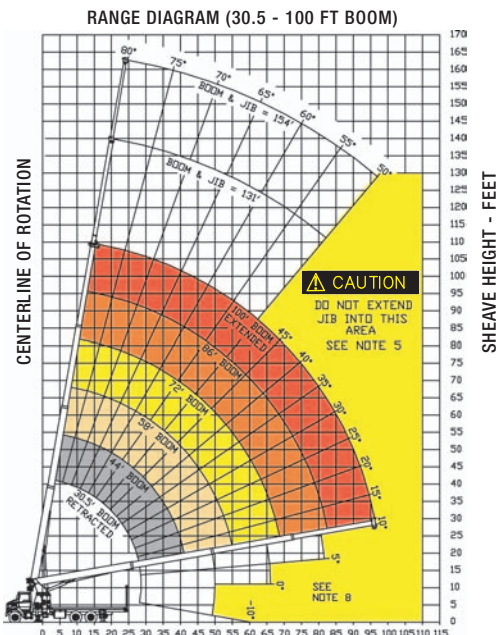 RANGE DIAGRAM (30.5 - 100 FT BOOM)
170
165
160
155
150
145
140
135
130
125
120
115
110
105
100
95
90
85
80
75
70
65
60
55
50
45
40
35
30
25
20
15
10
5
0
CENTERLINE OF ROTATION
SHEAVE HEIGHT - FEET
80°
75°
70°
65°
60°
55°
50°
BOOM & JIB = 154'
BOOM & JIB = 131'
CAUTION
DO NOT EXTEND
JIB INTO THIS
AREA
SEE NOTE 5
100' BOOM
EXTENDED
86' BOOM
72' BOOM
58' BOOM
44' BOOM
30.5' BOOM
RETRACTED
45°
40°
35°
30°
25°
20°
15°
10°
5°
0°
-10°
SEE
NOTE 8
0 5 10 15 20 25 30 35 40 45 50 55 60 65 70 75 80 85 90 95 100 105 110 115